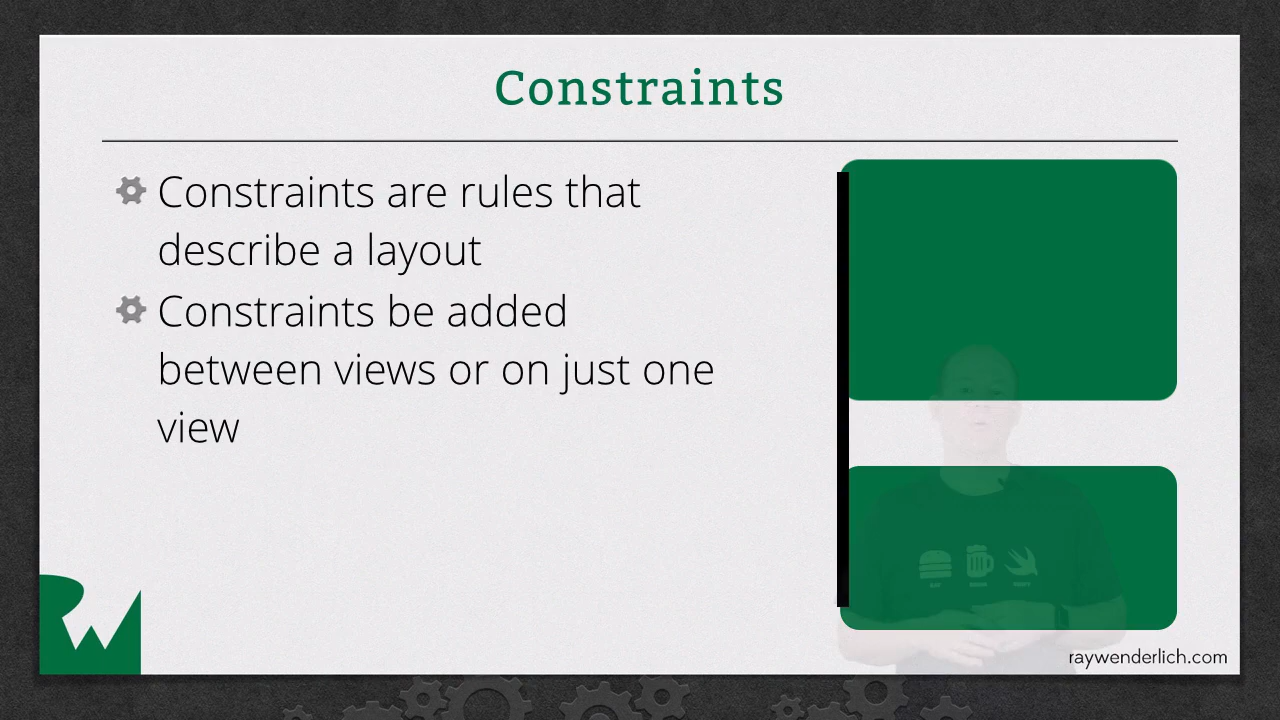 Constraints
Constraints are rules that
describe a layout
Constraints be added
between views or on just one
view
raywenderlich.com